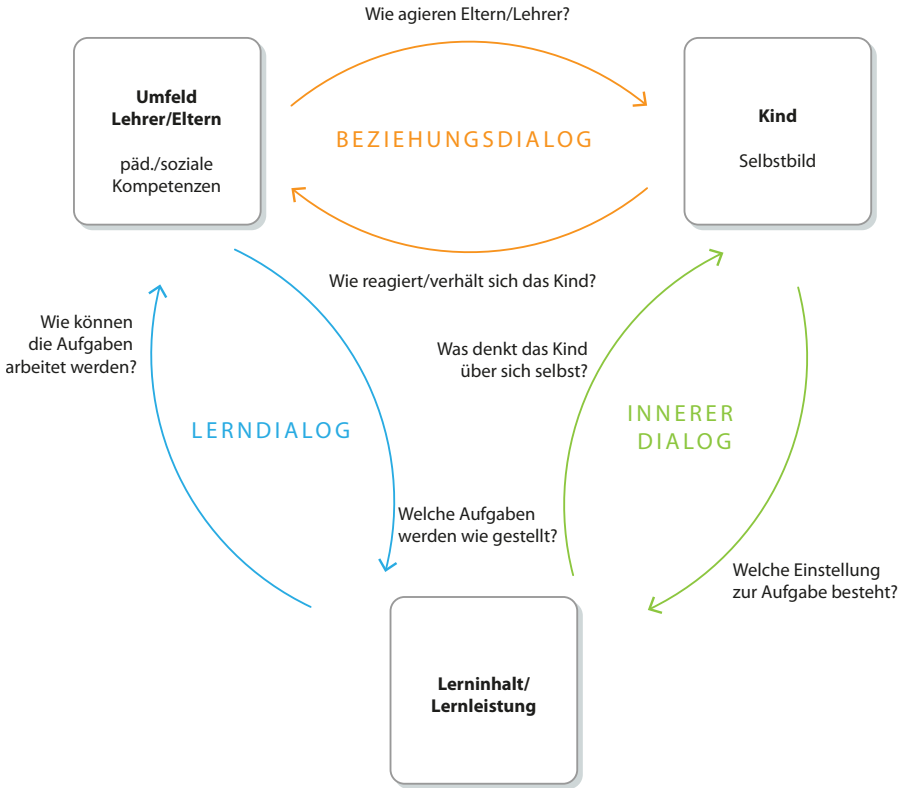 Wie agieren Eltern/Lehrer?
Umfeld
Lehrer/Eltern
päd./soziale
Kompetenzen
BEZIEHUNGSDIALOG
Kind
Selbstbild
Wie reagiert/verhält sich das Kind?
Wie können
die Aufgaben
arbeitet werden?
Was denkt das Kind
über sich selbst?
LERNDIALOG
INNERER
DIALOG
Welche Aufgaben
werden wie gestellt?
Welche Einstellung
zur Aufgabe besteht?
Lerninhalt/
Lernleistung